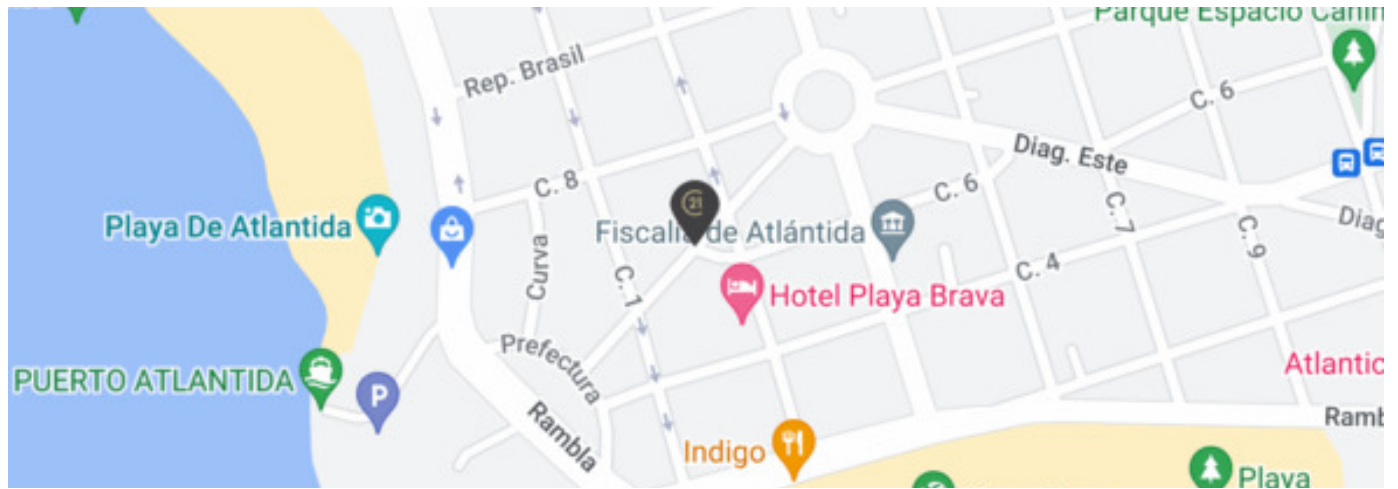 Parque Espacio Canin
Rep. Brasil
C. 6
Diag. Este
C. 8
21
C. 6
Playa De Atlantida
Fiscalía de Atlántida
C. 7
C. 9
Diag
Curva
C. 1
C. 4
Hotel Playa Brava
Prefectura
PUERTO ATLANTIDA
P
Atlantic
Rambla
Ramb
Indigo
Playa